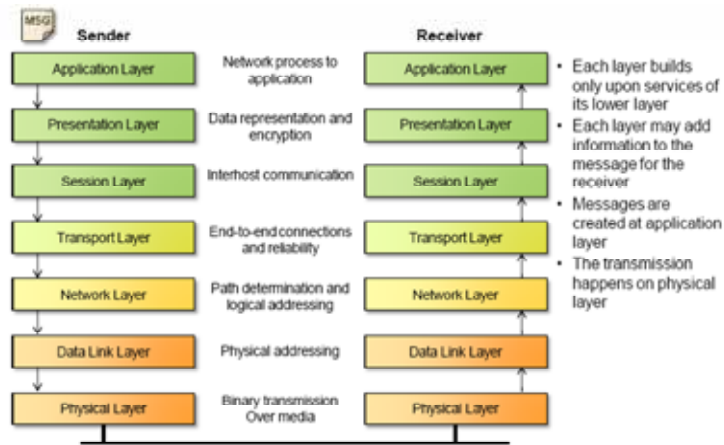 MSG
Sender
Receiver
Application Layer
Network process to
application
Application Layer
Presentation Layer
Data representation and
encryption
Presentation Layer
Session Layer
Interhost communication
Session Layer
Transport Layer
End-to-end connections
and reliability
Transport Layer
Network Layer
Path determination and
logical addressing
Network Layer
Data Link Layer
Physical addressing
Data Link Layer
Physical Layer
Binary transmission
Over media
Physical Layer
• Each layer builds
only upon services of
its lower layer
• Each layer may add
information to the
message for the
receiver
• Messages are
created at application
layer
• The transmission
happens on physical
layer